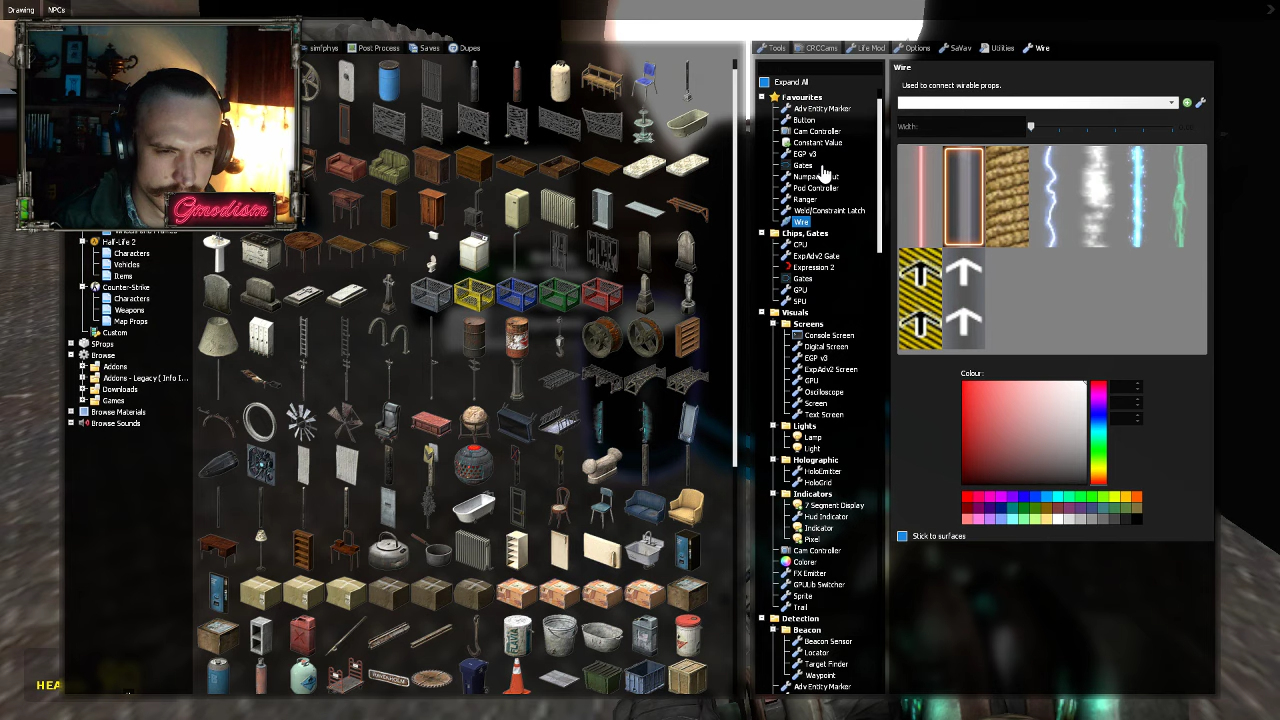 Drawing NPCs
simfphys Post Process Saves Dupes
Tools CRCCams Life Mod Options SaVav Utilities Wire
Gmodism
Half-Life 2
Characters
Vehicles
Items
Counter-Strike
Characters
Weapons
Map Props
Custom
SProps
Browse
Addons
Addons - Legacy ( Info I...
Downloads
Games
Browse Materials
Browse Sounds
HEA
Expand All
Favourites
Adv Entity Marker
Button
Cam Controller
Constant Value
EGP v3
Gates
Pod Controller
Ranger
Weld/Constraint Latch
Wire
Chips, Gates
CPU
ExpAdv2 Gate
Expression 2
Gates
GPU
SPU
Visuals
Screens
Console Screen
Digital Screen
EGP v3
ExpAdv2 Screen
GPU
Oscilloscope
Screen
Text Screen
Lights
Lamp
Light
Holographic
HoloEmitter
HoloGrid
Indicators
7 Segment Display
Hud Indicator
Indicator
Pixel
Cam Controller
Colorer
FX Emitter
GPULib Switcher
Sprite
Trail
Detection
Beacon
Beacon Sensor
Locator
Target Finder
Waypoint
Adv Entity Marker
Wire
Used to connect wirable props.
Width:
Colour:
Stick to surfaces